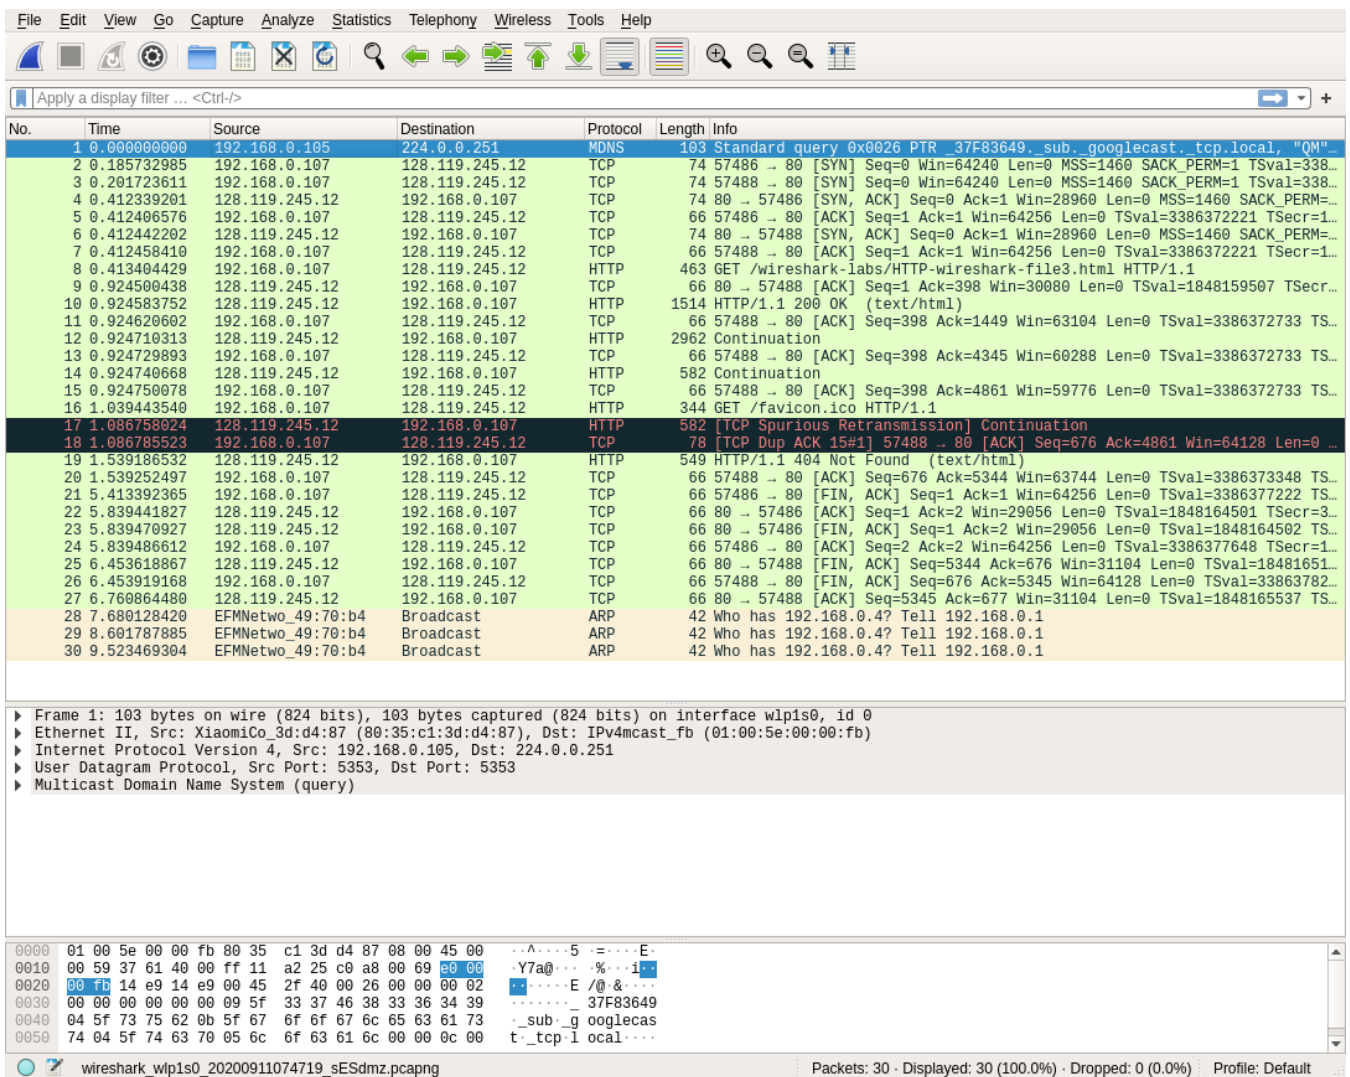 File Edit View Go Capture Analyze Statistics Telephony Wireless Tools Help
Apply a display filter … <Ctrl-/>
No. Time Source Destination Protocol Length Info
1 0.000000000 192.168.0.105 224.0.0.251 MDNS 103 Standard query 0x0026 PTR _37F83649._sub._googlecast._tcp.local, "QM"…
2 0.185732985 192.168.0.107 128.119.245.12 TCP 74 57486 → 80 [SYN] Seq=0 Win=64240 Len=0 MSS=1460 SACK_PERM=1 TSval=338…
3 0.201723611 192.168.0.107 128.119.245.12 TCP 74 57488 → 80 [SYN] Seq=0 Win=64240 Len=0 MSS=1460 SACK_PERM=1 TSval=338…
4 0.412339201 128.119.245.12 192.168.0.107 TCP 74 80 → 57486 [SYN, ACK] Seq=0 Ack=1 Win=28960 Len=0 MSS=1460 SACK_PERM=…
5 0.412406576 192.168.0.107 128.119.245.12 TCP 66 57486 → 80 [ACK] Seq=1 Ack=1 Win=64256 Len=0 TSval=3386372221 TSecr=1…
6 0.412442202 128.119.245.12 192.168.0.107 TCP 74 80 → 57488 [SYN, ACK] Seq=0 Ack=1 Win=28960 Len=0 MSS=1460 SACK_PERM=…
7 0.412458410 192.168.0.107 128.119.245.12 TCP 66 57488 → 80 [ACK] Seq=1 Ack=1 Win=64256 Len=0 TSval=3386372221 TSecr=1…
8 0.413404429 192.168.0.107 128.119.245.12 HTTP 463 GET /wireshark-labs/HTTP-wireshark-file3.html HTTP/1.1
9 0.924500438 128.119.245.12 192.168.0.107 TCP 66 80 → 57488 [ACK] Seq=1 Ack=398 Win=30080 Len=0 TSval=1848159507 TSecr…
10 0.924583752 128.119.245.12 192.168.0.107 HTTP 1514 HTTP/1.1 200 OK (text/html)
11 0.924620602 192.168.0.107 128.119.245.12 TCP 66 57488 → 80 [ACK] Seq=398 Ack=1449 Win=63104 Len=0 TSval=3386372733 TS…
12 0.924710313 128.119.245.12 192.168.0.107 HTTP 2962 Continuation
13 0.924729893 192.168.0.107 128.119.245.12 TCP 66 57488 → 80 [ACK] Seq=398 Ack=4345 Win=60288 Len=0 TSval=3386372733 TS…
14 0.924740668 128.119.245.12 192.168.0.107 HTTP 582 Continuation
15 0.924750078 192.168.0.107 128.119.245.12 TCP 66 57488 → 80 [ACK] Seq=398 Ack=4861 Win=59776 Len=0 TSval=3386372733 TS…
16 1.039443540 192.168.0.107 128.119.245.12 HTTP 344 GET /favicon.ico HTTP/1.1
17 1.086758024 128.119.245.12 192.168.0.107 HTTP 582 [TCP Spurious Retransmission] Continuation
18 1.086785523 192.168.0.107 128.119.245.12 TCP 78 [TCP Dup ACK 15#1] 57488 → 80 [ACK] Seq=676 Ack=4861 Win=64128 Len=0 …
19 1.539186532 128.119.245.12 192.168.0.107 HTTP 549 HTTP/1.1 404 Not Found (text/html)
20 1.539252497 192.168.0.107 128.119.245.12 TCP 66 57488 → 80 [ACK] Seq=676 Ack=5344 Win=63744 Len=0 TSval=3386373348 TS…
21 5.413392365 192.168.0.107 128.119.245.12 TCP 66 57486 → 80 [FIN, ACK] Seq=1 Ack=1 Win=64256 Len=0 TSval=3386377222 TS…
22 5.839441827 128.119.245.12 192.168.0.107 TCP 66 80 → 57486 [ACK] Seq=1 Ack=2 Win=29056 Len=0 TSval=1848164501 TSecr=3…
23 5.839470927 128.119.245.12 192.168.0.107 TCP 66 80 → 57486 [FIN, ACK] Seq=1 Ack=2 Win=29056 Len=0 TSval=1848164502 TS…
24 5.839486612 192.168.0.107 128.119.245.12 TCP 66 57486 → 80 [ACK] Seq=2 Ack=2 Win=64256 Len=0 TSval=3386377648 TSecr=1…
25 6.453618867 128.119.245.12 192.168.0.107 TCP 66 80 → 57488 [FIN, ACK] Seq=5344 Ack=676 Win=31104 Len=0 TSval=18481651…
26 6.453919168 192.168.0.107 128.119.245.12 TCP 66 57488 → 80 [FIN, ACK] Seq=676 Ack=5345 Win=64128 Len=0 TSval=33863782…
27 6.760864480 128.119.245.12 192.168.0.107 TCP 66 80 → 57488 [ACK] Seq=5345 Ack=677 Win=31104 Len=0 TSval=1848165537 TS…
28 7.680128420 EFMNetwo_49:70:b4 Broadcast ARP 42 Who has 192.168.0.4? Tell 192.168.0.1
29 8.601787885 EFMNetwo_49:70:b4 Broadcast ARP 42 Who has 192.168.0.4? Tell 192.168.0.1
30 9.523469304 EFMNetwo_49:70:b4 Broadcast ARP 42 Who has 192.168.0.4? Tell 192.168.0.1
Frame 1: 103 bytes on wire (824 bits), 103 bytes captured (824 bits) on interface wlp1s0, id 0
Ethernet II, Src: XiaomiCo_3d:d4:87 (80:35:c1:3d:d4:87), Dst: IPv4mcast_fb (01:00:5e:00:00:fb)
Internet Protocol Version 4, Src: 192.168.0.105, Dst: 224.0.0.251
User Datagram Protocol, Src Port: 5353, Dst Port: 5353
Multicast Domain Name System (query)
0000 01 00 5e 00 00 fb 80 35 c1 3d d4 87 08 00 45 00 ··^····5 ·=····E·
0010 00 59 37 61 40 00 ff 11 a2 25 c0 a8 00 69 e0 00 ·Y7a@··· ·%···i··
0020 00 fb 14 e9 14 e9 00 45 2f 40 00 26 00 00 00 02 ·······E /@·&····
0030 00 00 00 00 00 00 09 5f 33 37 46 38 33 36 34 39 ·······_ 37F83649
0040 04 5f 73 75 62 0b 5f 67 6f 6f 67 6c 65 63 61 73 ·_sub·_g ooglecas
0050 74 04 5f 74 63 70 05 6c 6f 63 61 6c 00 00 0c 00 t·_tcp·l ocal····
wireshark_wlp1s0_20200911074719_sESdmz.pcapng Packets: 30 · Displayed: 30 (100.0%) · Dropped: 0 (0.0%) Profile: Default